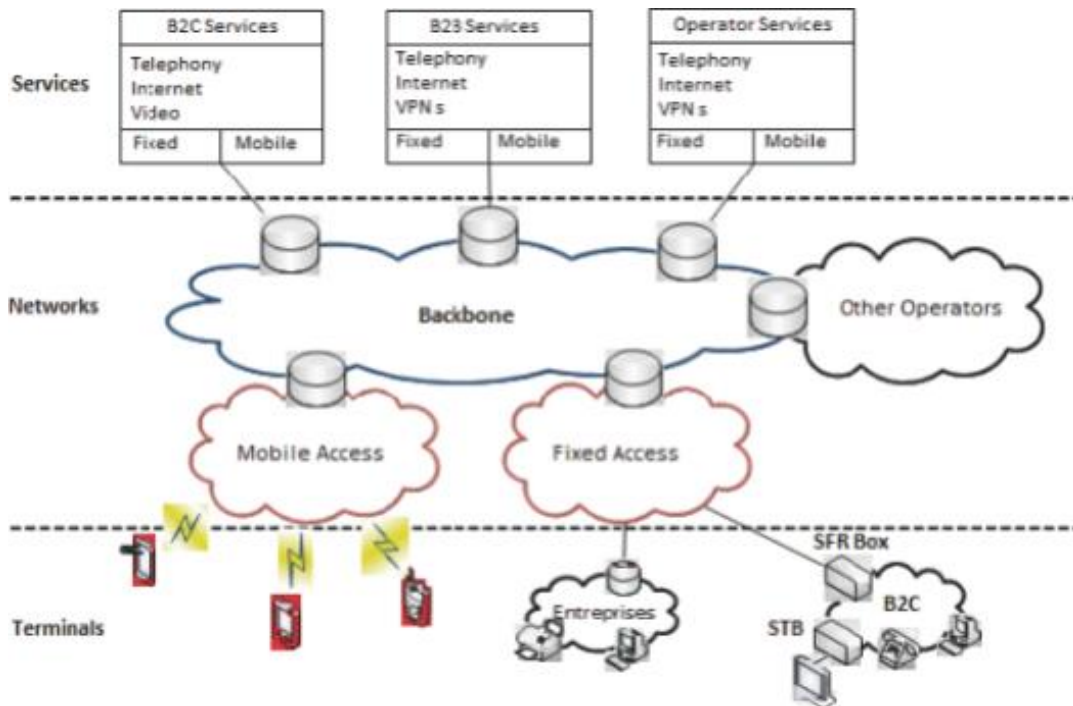 B2C Services
B23 Services
Operator Services
Services
Telephony
Internet
Video
Fixed
Mobile
Telephony
Internet
VPN s
Fixed
Mobile
Telephony
Internet
VPN s
Fixed
Mobile
Networks
Backbone
Other Operators
Mobile Access
Fixed Access
Terminals
Entreprises
SFR Box
B2C
STB